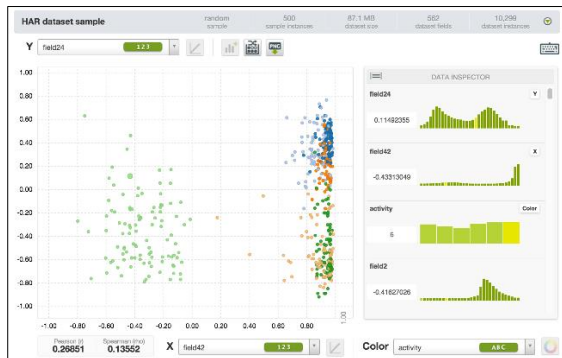 HAR dataset sample
random sample
500 sample instances
67.1 MB dataset size
562 dataset fields
10,299 dataset instances
Y field24 123
PNG
DATA INSPECTOR
field24 Y
0.11492355
field42 X
-0.43313049
activity Color
6
field2
-0.41627026
1.00
0.80
0.60
0.40
0.20
0.00
-0.20
-0.40
-0.60
-0.80
-1.00
-1.00 -0.80 -0.60 -0.40 -0.20 0.00 0.20 0.40 0.60 0.80 1.00
Pearson (r) 0.26851
Spearman (rho) 0.13552
X field42 123
Color activity ABC